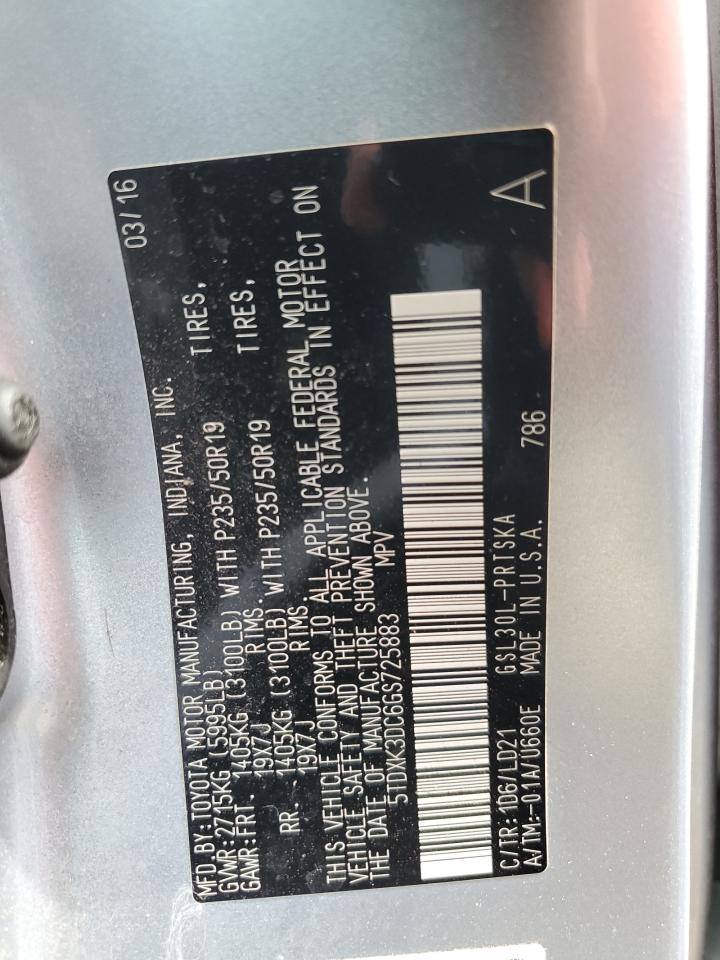 MFD.BY:TOYOTA MOTOR MANUFACTURING, INDIANA, INC. 03/16
GVWR:2715KG (5995LB)
GAWR:FRT. 1405KG (3100LB) WITH P235/50R19 TIRES,
19X7J RIMS.
RR. 1405KG (3100LB) WITH P235/50R19 TIRES,
19X7J RIMS.
THIS VEHICLE CONFORMS TO ALL APPLICABLE FEDERAL MOTOR
VEHICLE SAFETY AND THEFT PREVENTION STANDARDS IN EFFECT ON
THE DATE OF MANUFACTURE SHOWN ABOVE.
5TDXK3DC6GS725883 MPV
C/TR:1D6/LD21 GSL30L-PRTSKA A
A/TM:-01A/U660E MADE IN U.S.A. 786